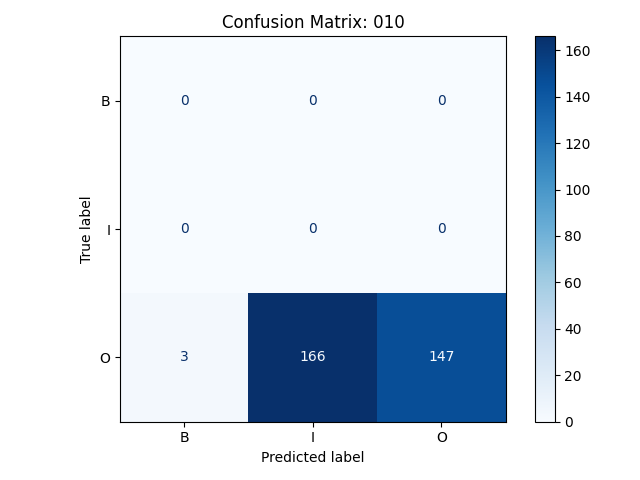 Confusion Matrix: 010
B 0 0 0
I 0 0 0
O 3 166 147
B I O
True label
Predicted label
160
140
120
100
80
60
40
20
0